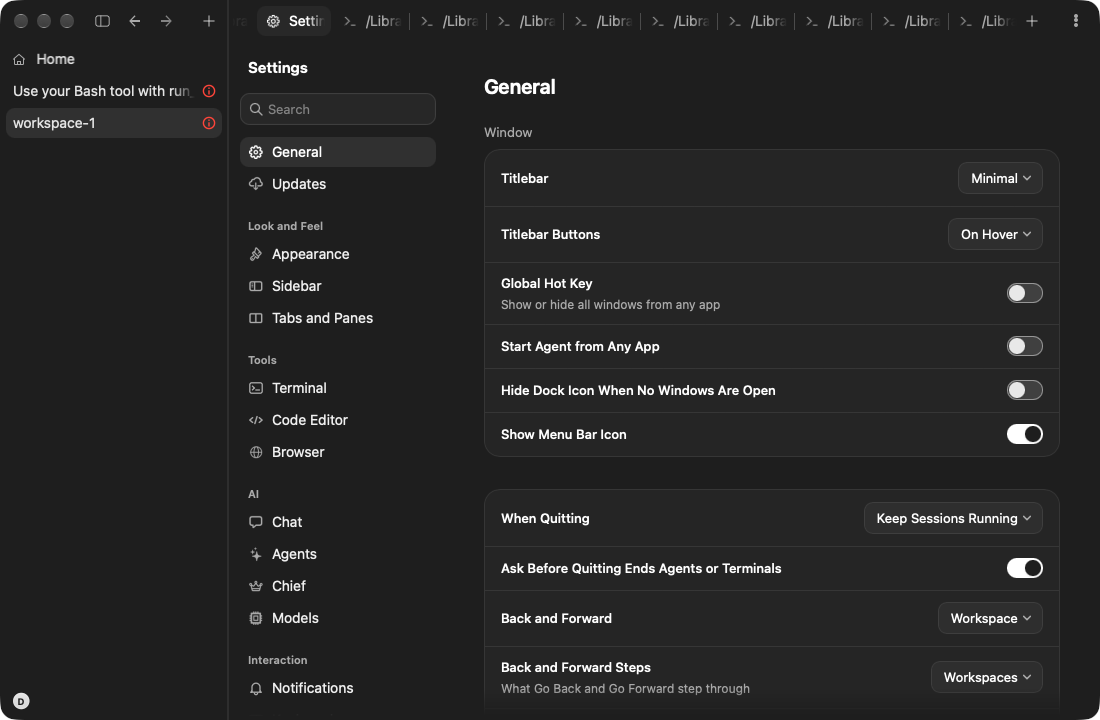 Settin
/Libra
/Libra
/Libra
/Libra
/Libra
/Libra
/Libra
/Libra
/Libr
Home
Use your Bash tool with run_
workspace-1
D
Settings
Search
General
Updates
Look and Feel
Appearance
Sidebar
Tabs and Panes
Tools
Terminal
Code Editor
Browser
AI
Chat
Agents
Chief
Models
Interaction
Notifications
General
Window
Titlebar
Minimal
Titlebar Buttons
On Hover
Global Hot Key
Show or hide all windows from any app
Start Agent from Any App
Hide Dock Icon When No Windows Are Open
Show Menu Bar Icon
When Quitting
Keep Sessions Running
Ask Before Quitting Ends Agents or Terminals
Back and Forward
Workspace
Back and Forward Steps
What Go Back and Go Forward step through
Workspaces